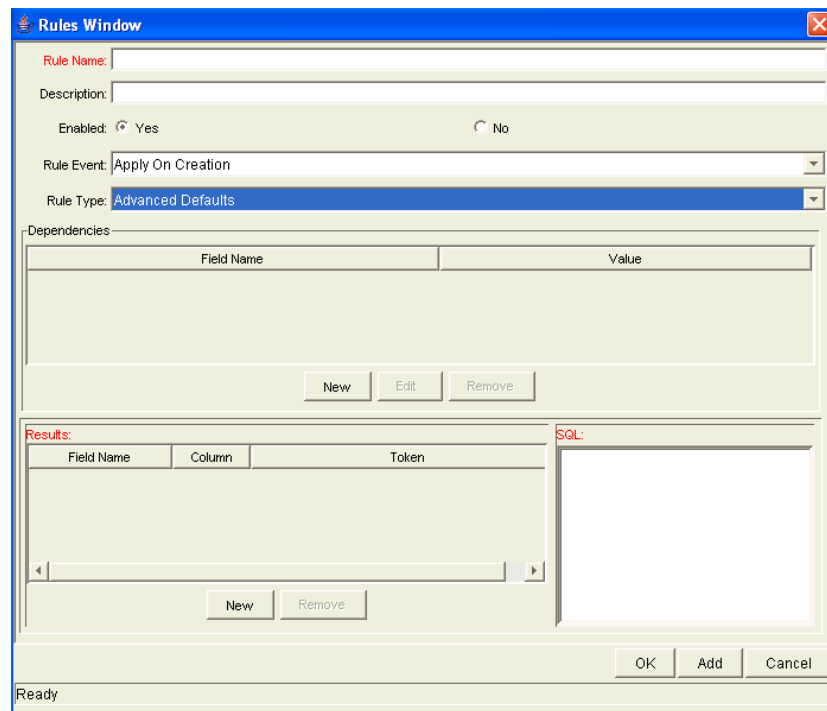 Rules Window
Rule Name:
Description:
Enabled: Yes No
Rule Event: Apply On Creation
Rule Type: Advanced Defaults
Dependencies
Field Name Value
New Edit Remove
Results: SQL:
Field Name Column Token
New Remove
OK Add Cancel
Ready